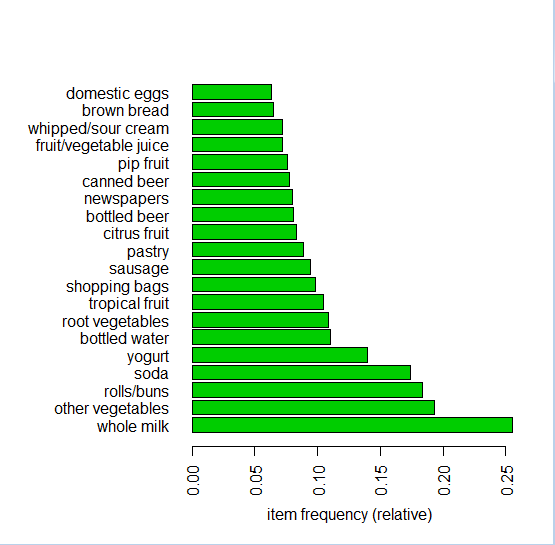 domestic eggs
brown bread
whipped/sour cream
fruit/vegetable juice
pip fruit
canned beer
newspapers
bottled beer
citrus fruit
pastry
sausage
shopping bags
tropical fruit
root vegetables
bottled water
yogurt
soda
rolls/buns
other vegetables
whole milk
0.00 0.05 0.10 0.15 0.20 0.25
item frequency (relative)